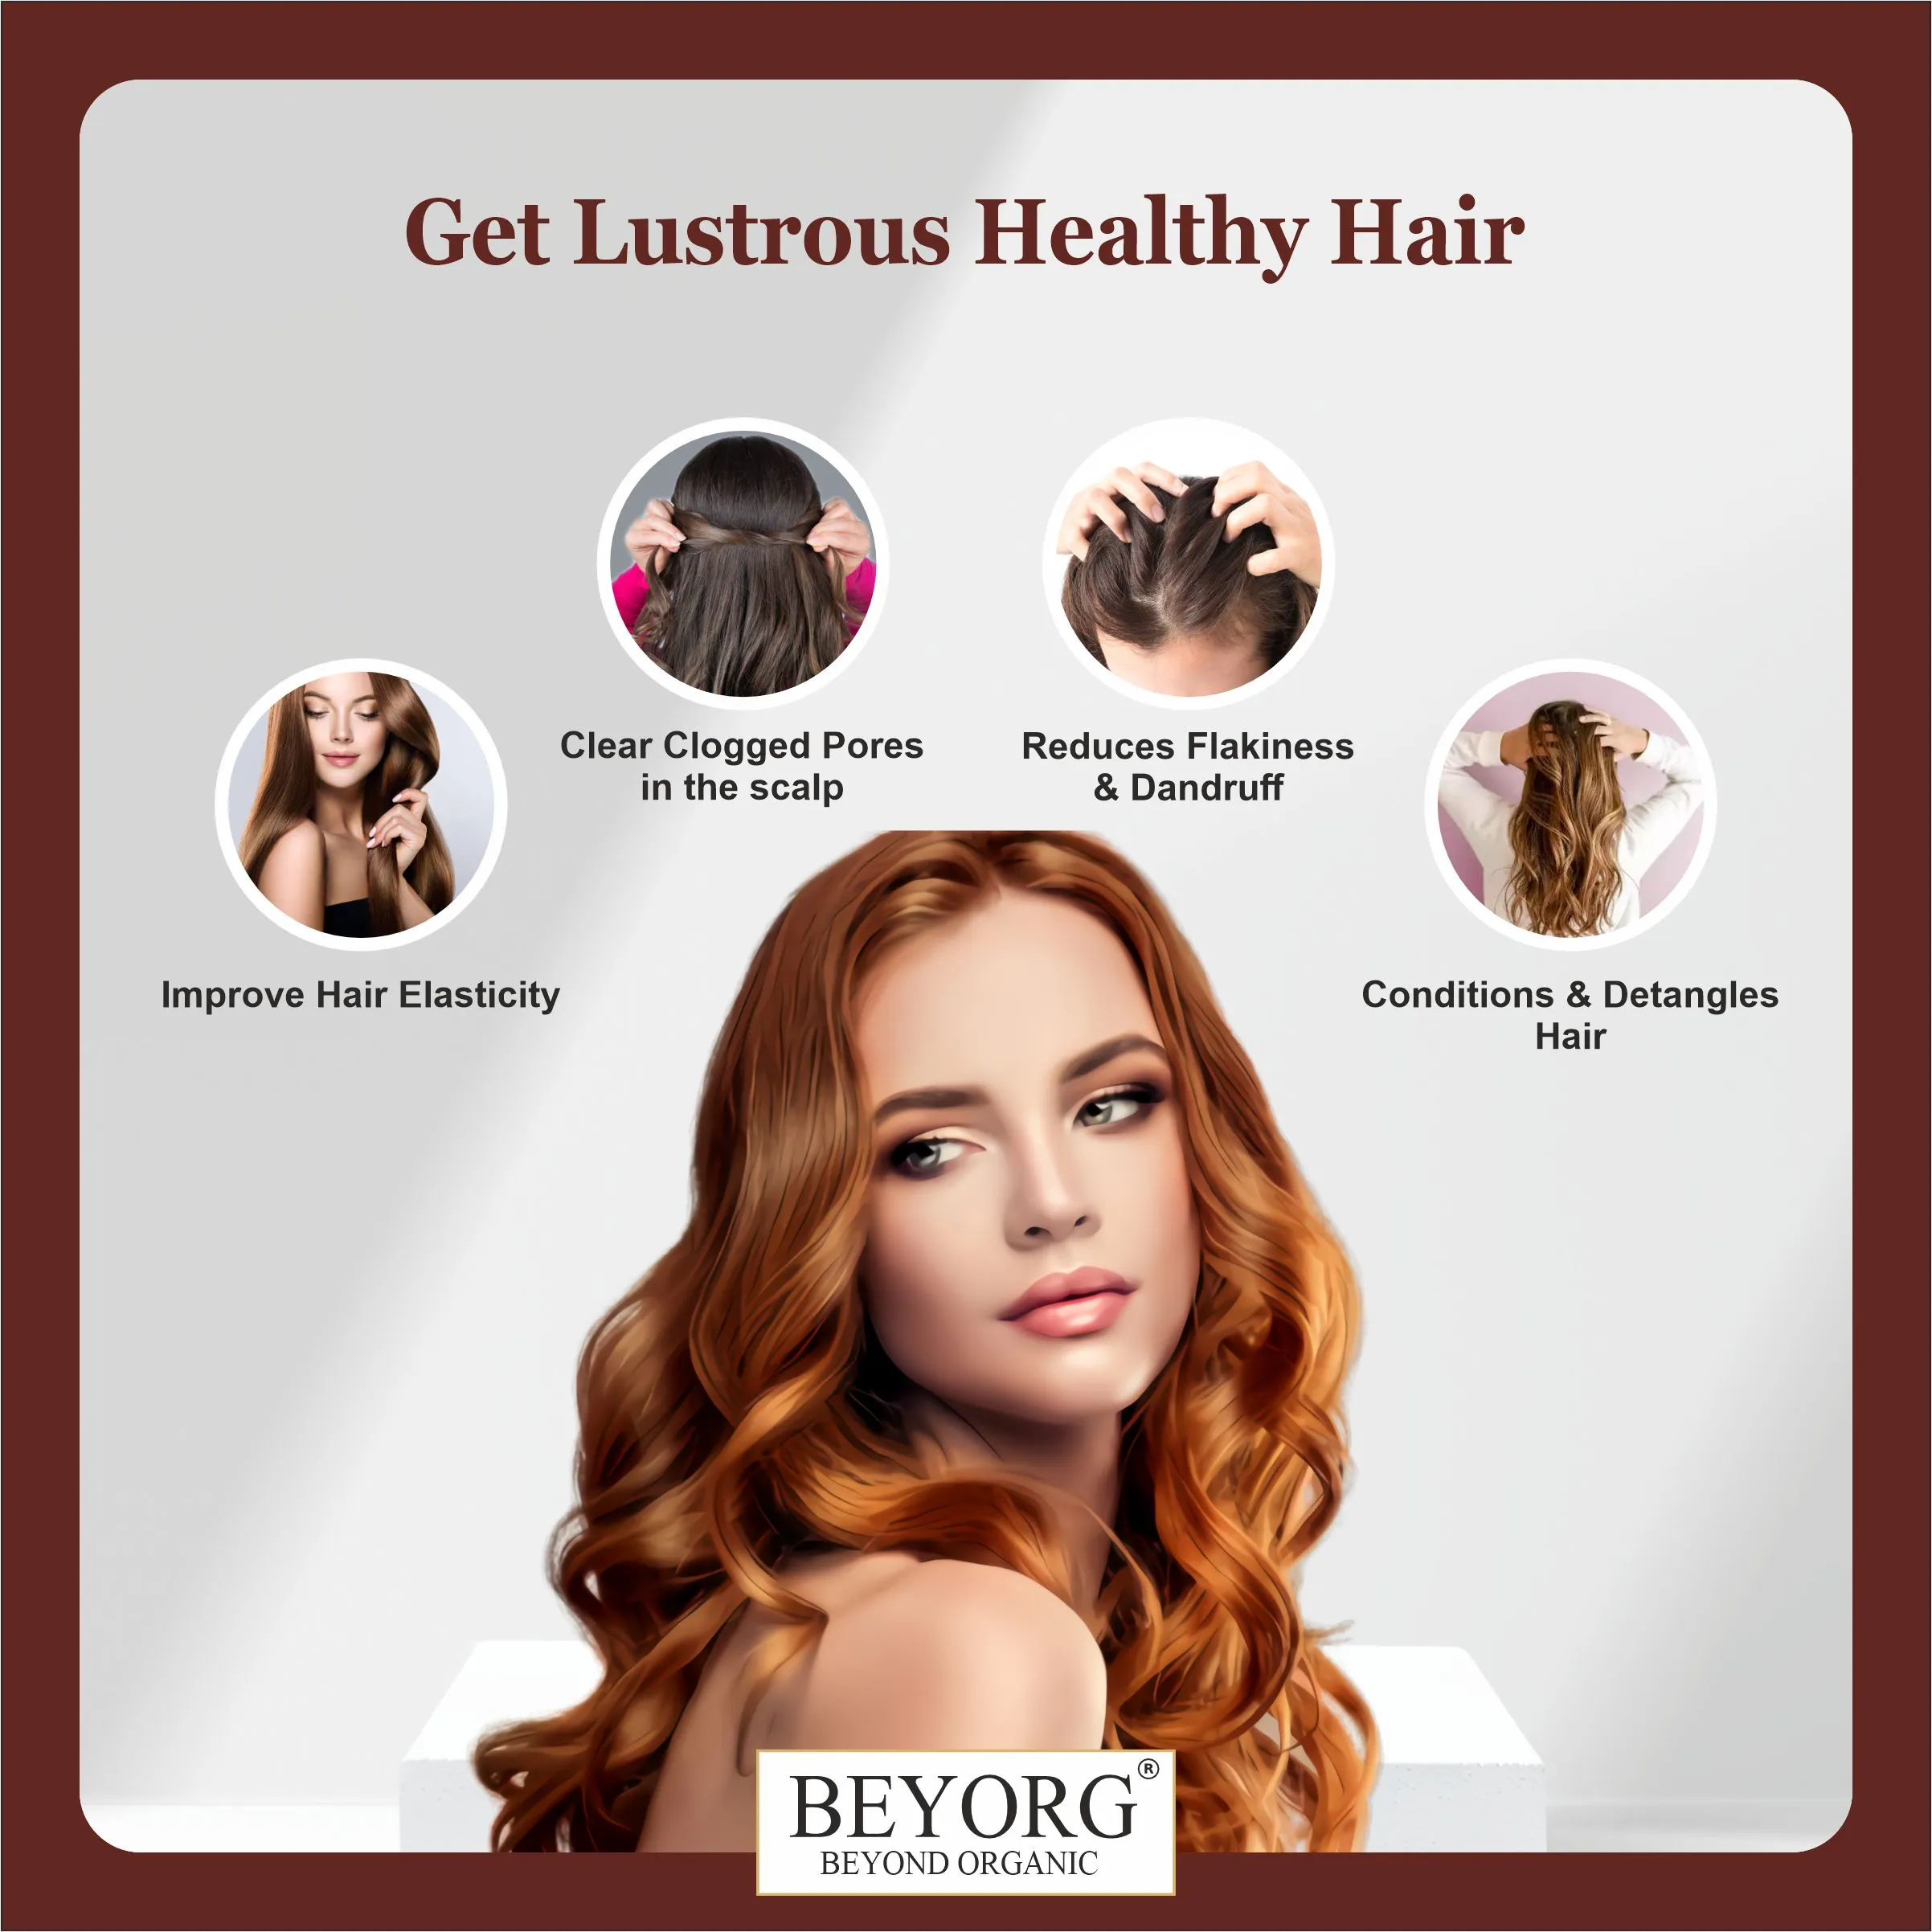 Get Lustrous Healthy Hair
Clear Clogged Pores
in the scalp
Reduces Flakiness
& Dandruff
Improve Hair Elasticity
Conditions & Detangles
Hair
BEYORG®
BEYOND ORGANIC